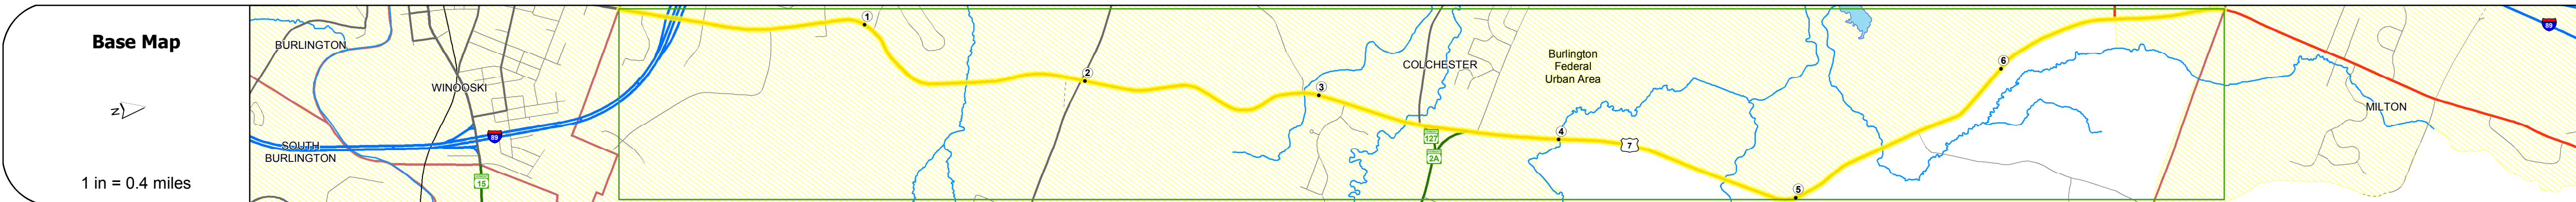 Base Map
N
1 in = 0.4 miles
BURLINGTON
WINOOSKI
SOUTH
BURLINGTON
89
15
1
2
3
COLCHESTER
127
2A
Burlington
Federal
Urban Area
4
7
5
6
MILTON
89